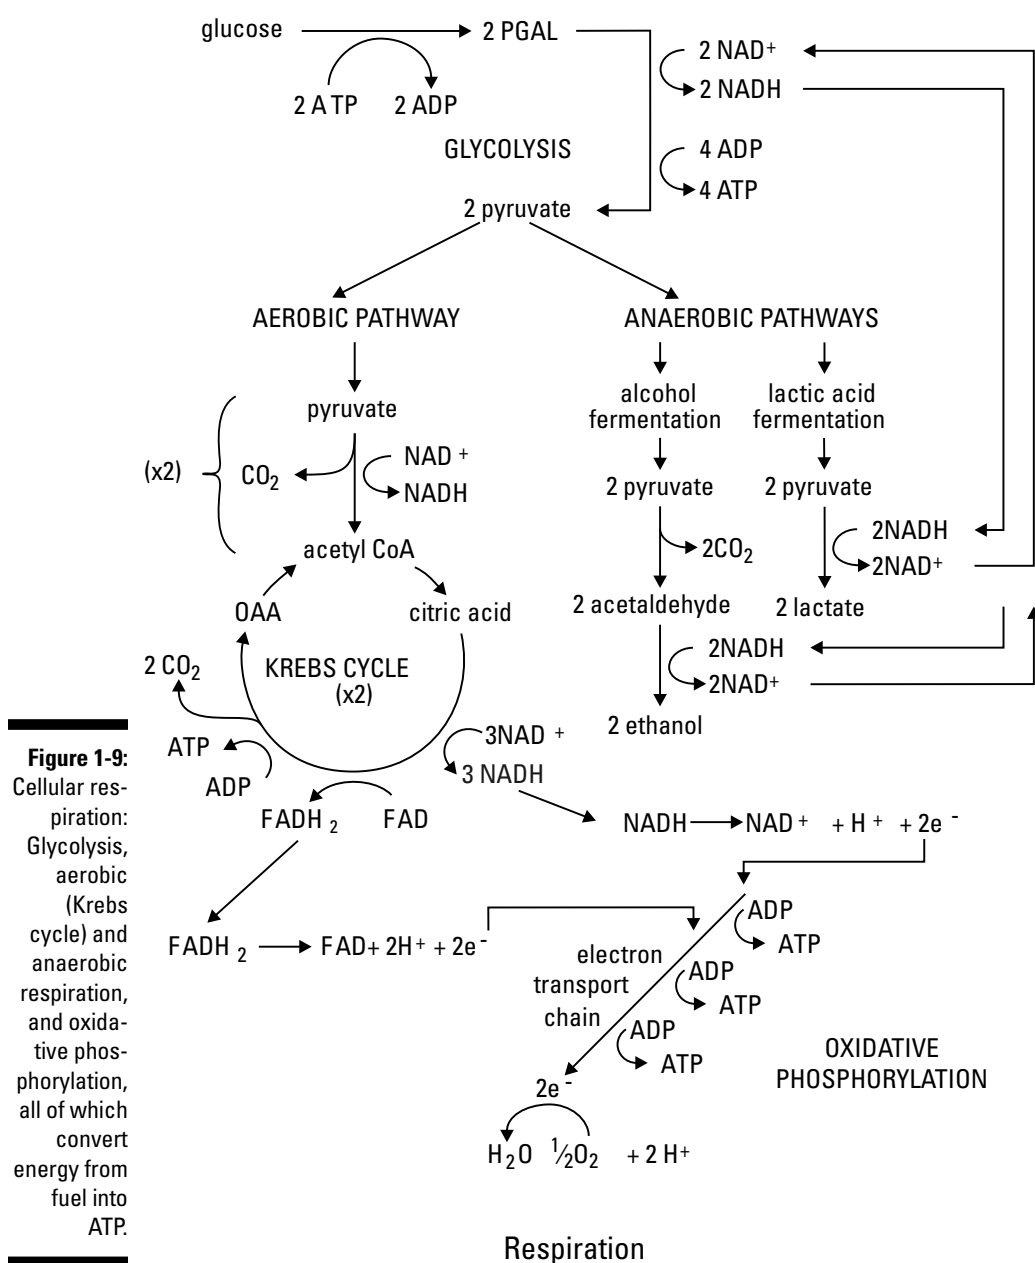 glucose 2 PGAL
2 NAD+
2 NADH
2 A TP 2 ADP
GLYCOLYSIS
4 ADP
4 ATP
2 pyruvate
AEROBIC PATHWAY
ANAEROBIC PATHWAYS
pyruvate
(x2)
CO2
NAD +
NADH
acetyl CoA
OAA
citric acid
KREBS CYCLE
(x2)
2 CO2
ATP
ADP
FADH 2 FAD
3NAD +
3 NADH
alcohol
fermentation
2 pyruvate
2CO2
2 acetaldehyde
2NADH
2NAD+
2 ethanol
lactic acid
fermentation
2 pyruvate
2NADH
2NAD+
2 lactate
NADH NAD + + H + + 2e -
FADH 2 FAD+ 2H+ + 2e-
electron
transport
chain
ADP
ATP
ADP
ATP
ADP
ATP
2e -
H2O ½O2 + 2 H+
OXIDATIVE
PHOSPHORYLATION
Respiration
Figure 1-9:
Cellular res-
piration:
Glycolysis,
aerobic
(Krebs
cycle) and
anaerobic
respiration,
and oxida-
tive phos-
phorylation,
all of which
convert
energy from
fuel into
ATP.